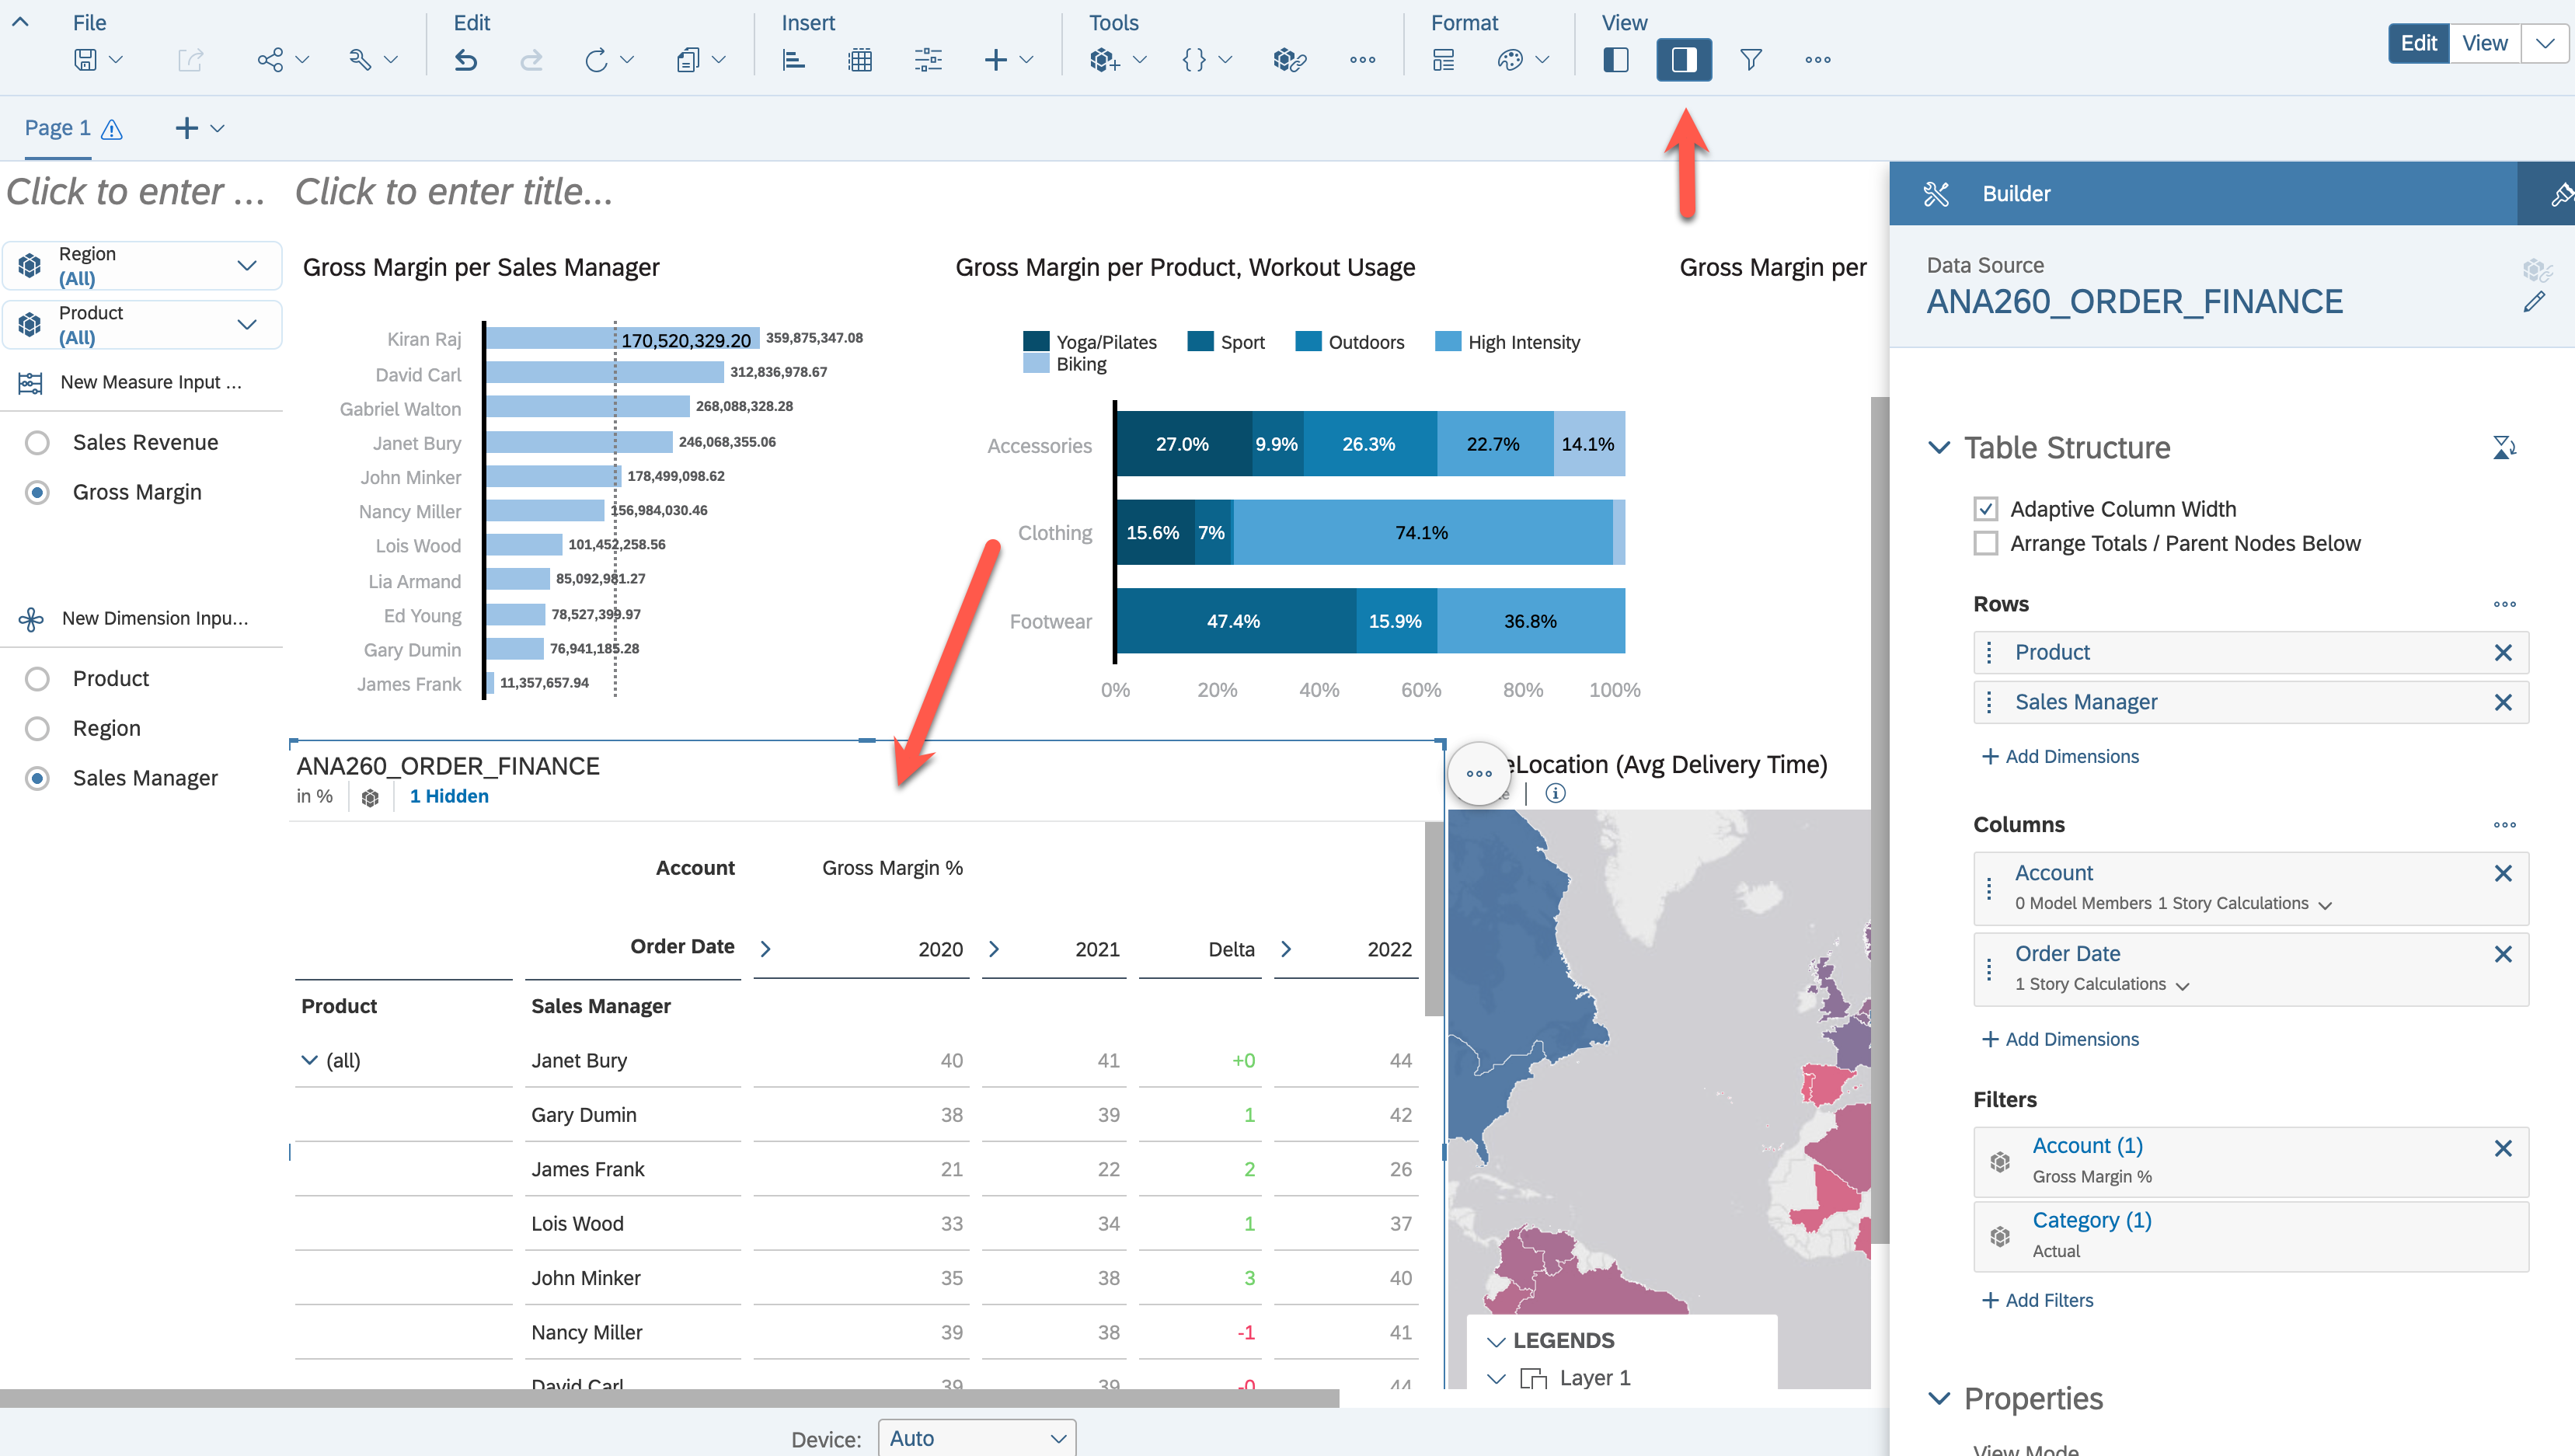 File
Edit
Insert
Tools
Format
View
Edit
View
Page 1
Click to enter ...
Click to enter title...
Region
(All)
Product
(All)
New Measure Input ...
Sales Revenue
Gross Margin
New Dimension Inpu...
Product
Region
Sales Manager
Gross Margin per Sales Manager
Kiran Raj
170,520,329.20
359,875,347.08
David Carl
312,836,978.67
Gabriel Walton
268,088,328.28
Janet Bury
246,068,355.06
John Minker
178,499,098.62
Nancy Miller
156,984,030.46
Lois Wood
101,452,258.56
Lia Armand
85,092,981.27
Ed Young
78,527,399.97
Gary Dumin
76,941,185.28
James Frank
11,357,657.94
Gross Margin per Product, Workout Usage
Yoga/Pilates
Sport
Outdoors
High Intensity
Biking
Accessories
27.0%
9.9%
26.3%
22.7%
14.1%
Clothing
15.6%
7%
74.1%
Footwear
47.4%
15.9%
36.8%
0%
20%
40%
60%
80%
100%
Gross Margin per
ANA260_ORDER_FINANCE
in %
1 Hidden
Account
Gross Margin %
Order Date
2020
2021
Delta
2022
Product
Sales Manager
(all)
Janet Bury
40
41
+0
44
Gary Dumin
38
39
1
42
James Frank
21
22
2
26
Lois Wood
33
34
1
37
John Minker
35
38
3
40
Nancy Miller
39
38
-1
41
David Carl
39
39
-0
44
eLocation (Avg Delivery Time)
LEGENDS
Layer 1
Device:
Auto
Builder
Data Source
ANA260_ORDER_FINANCE
Table Structure
Adaptive Column Width
Arrange Totals / Parent Nodes Below
Rows
Product
Sales Manager
Add Dimensions
Columns
Account
0 Model Members 1 Story Calculations
Order Date
1 Story Calculations
Add Dimensions
Filters
Account (1)
Gross Margin %
Category (1)
Actual
Add Filters
Properties
View Mode